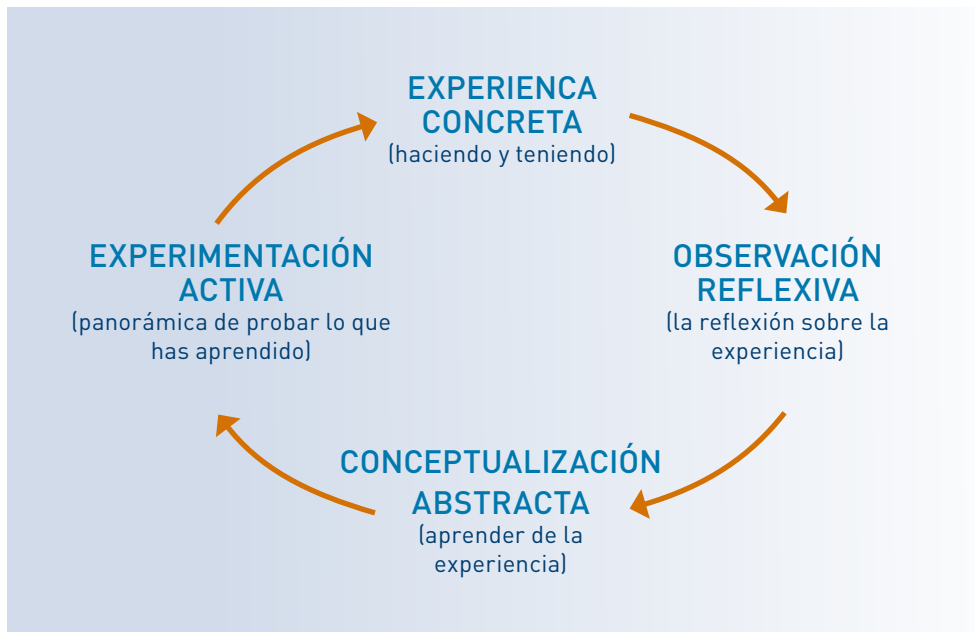 EXPERIENCA
CONCRETA
(haciendo y teniendo)
EXPERIMENTACIÓN
ACTIVA
(panorámica de probar lo que
has aprendido)
OBSERVACIÓN
REFLEXIVA
(la reflexión sobre la
experiencia)
CONCEPTUALIZACIÓN
ABSTRACTA
(aprender de la
experiencia)